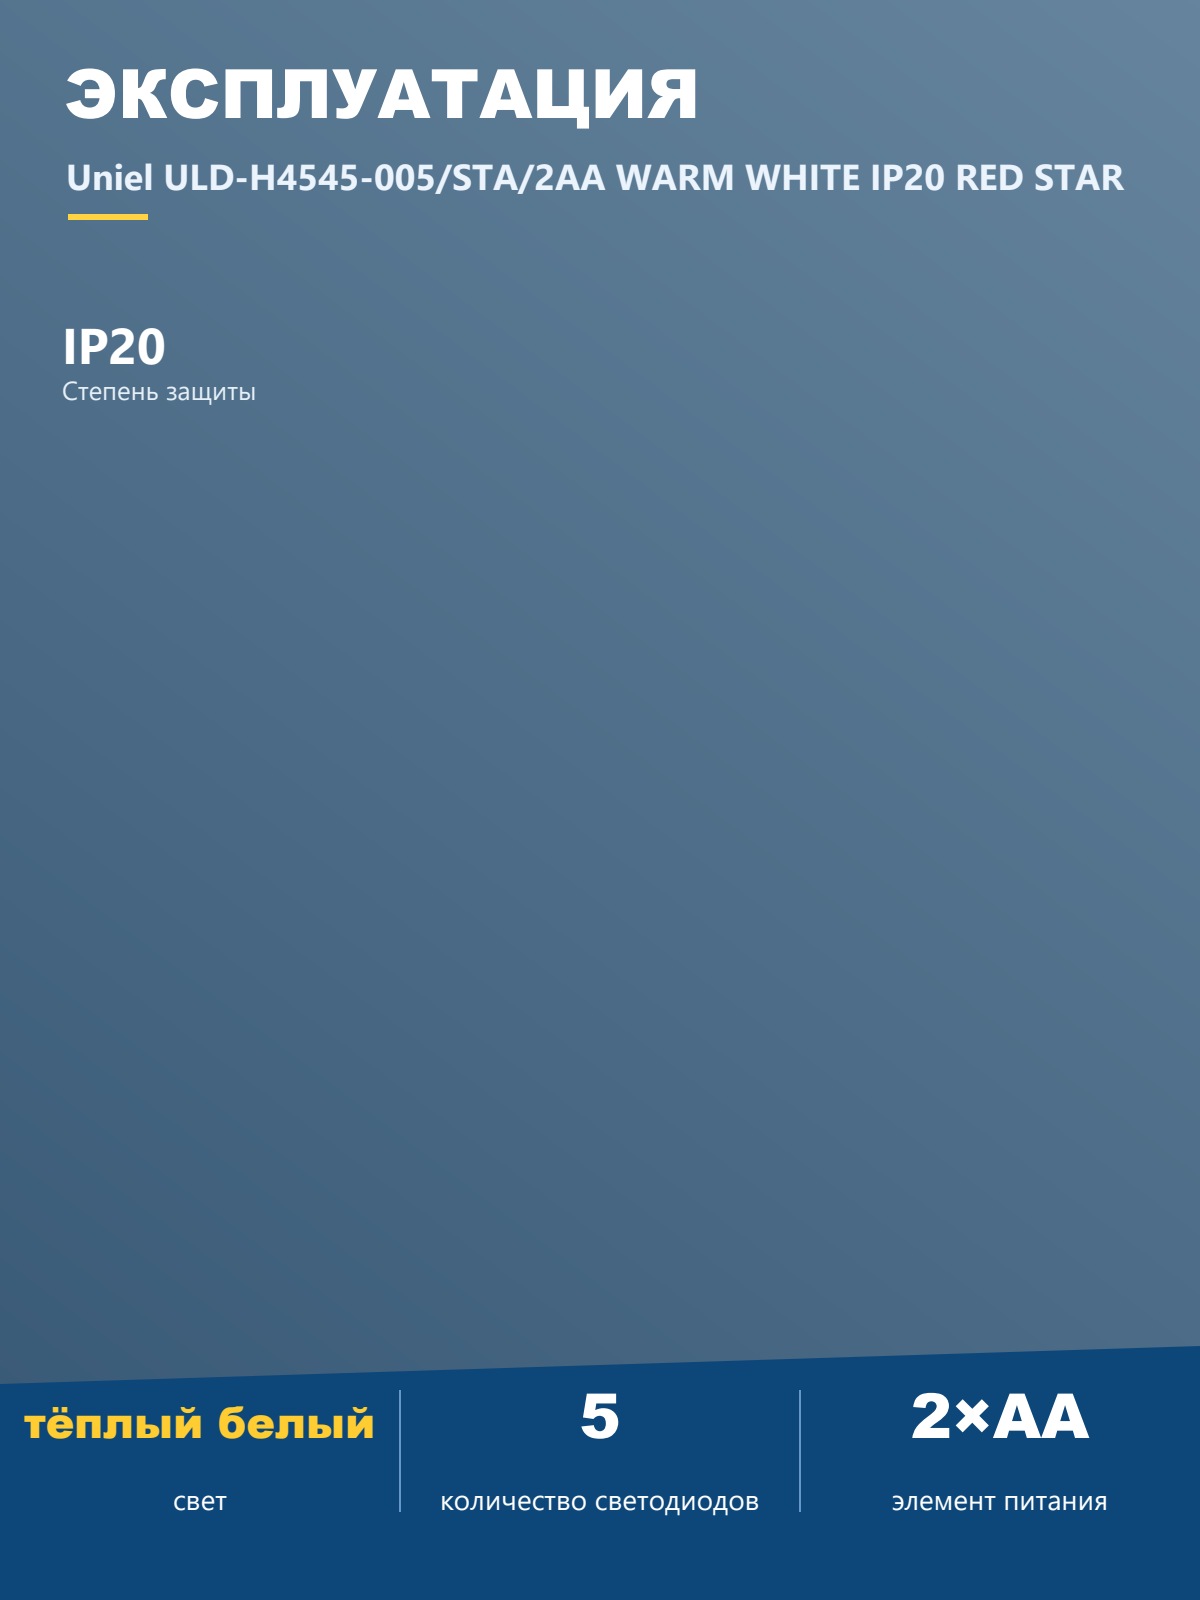 ЭКСПЛУАТАЦИЯ
Uniel ULD-H4545-005/STA/2AA WARM WHITE IP20 RED STAR
IP20
Степень защиты
тёплый белый
свет
5
количество светодиодов
2×AA
элемент питания